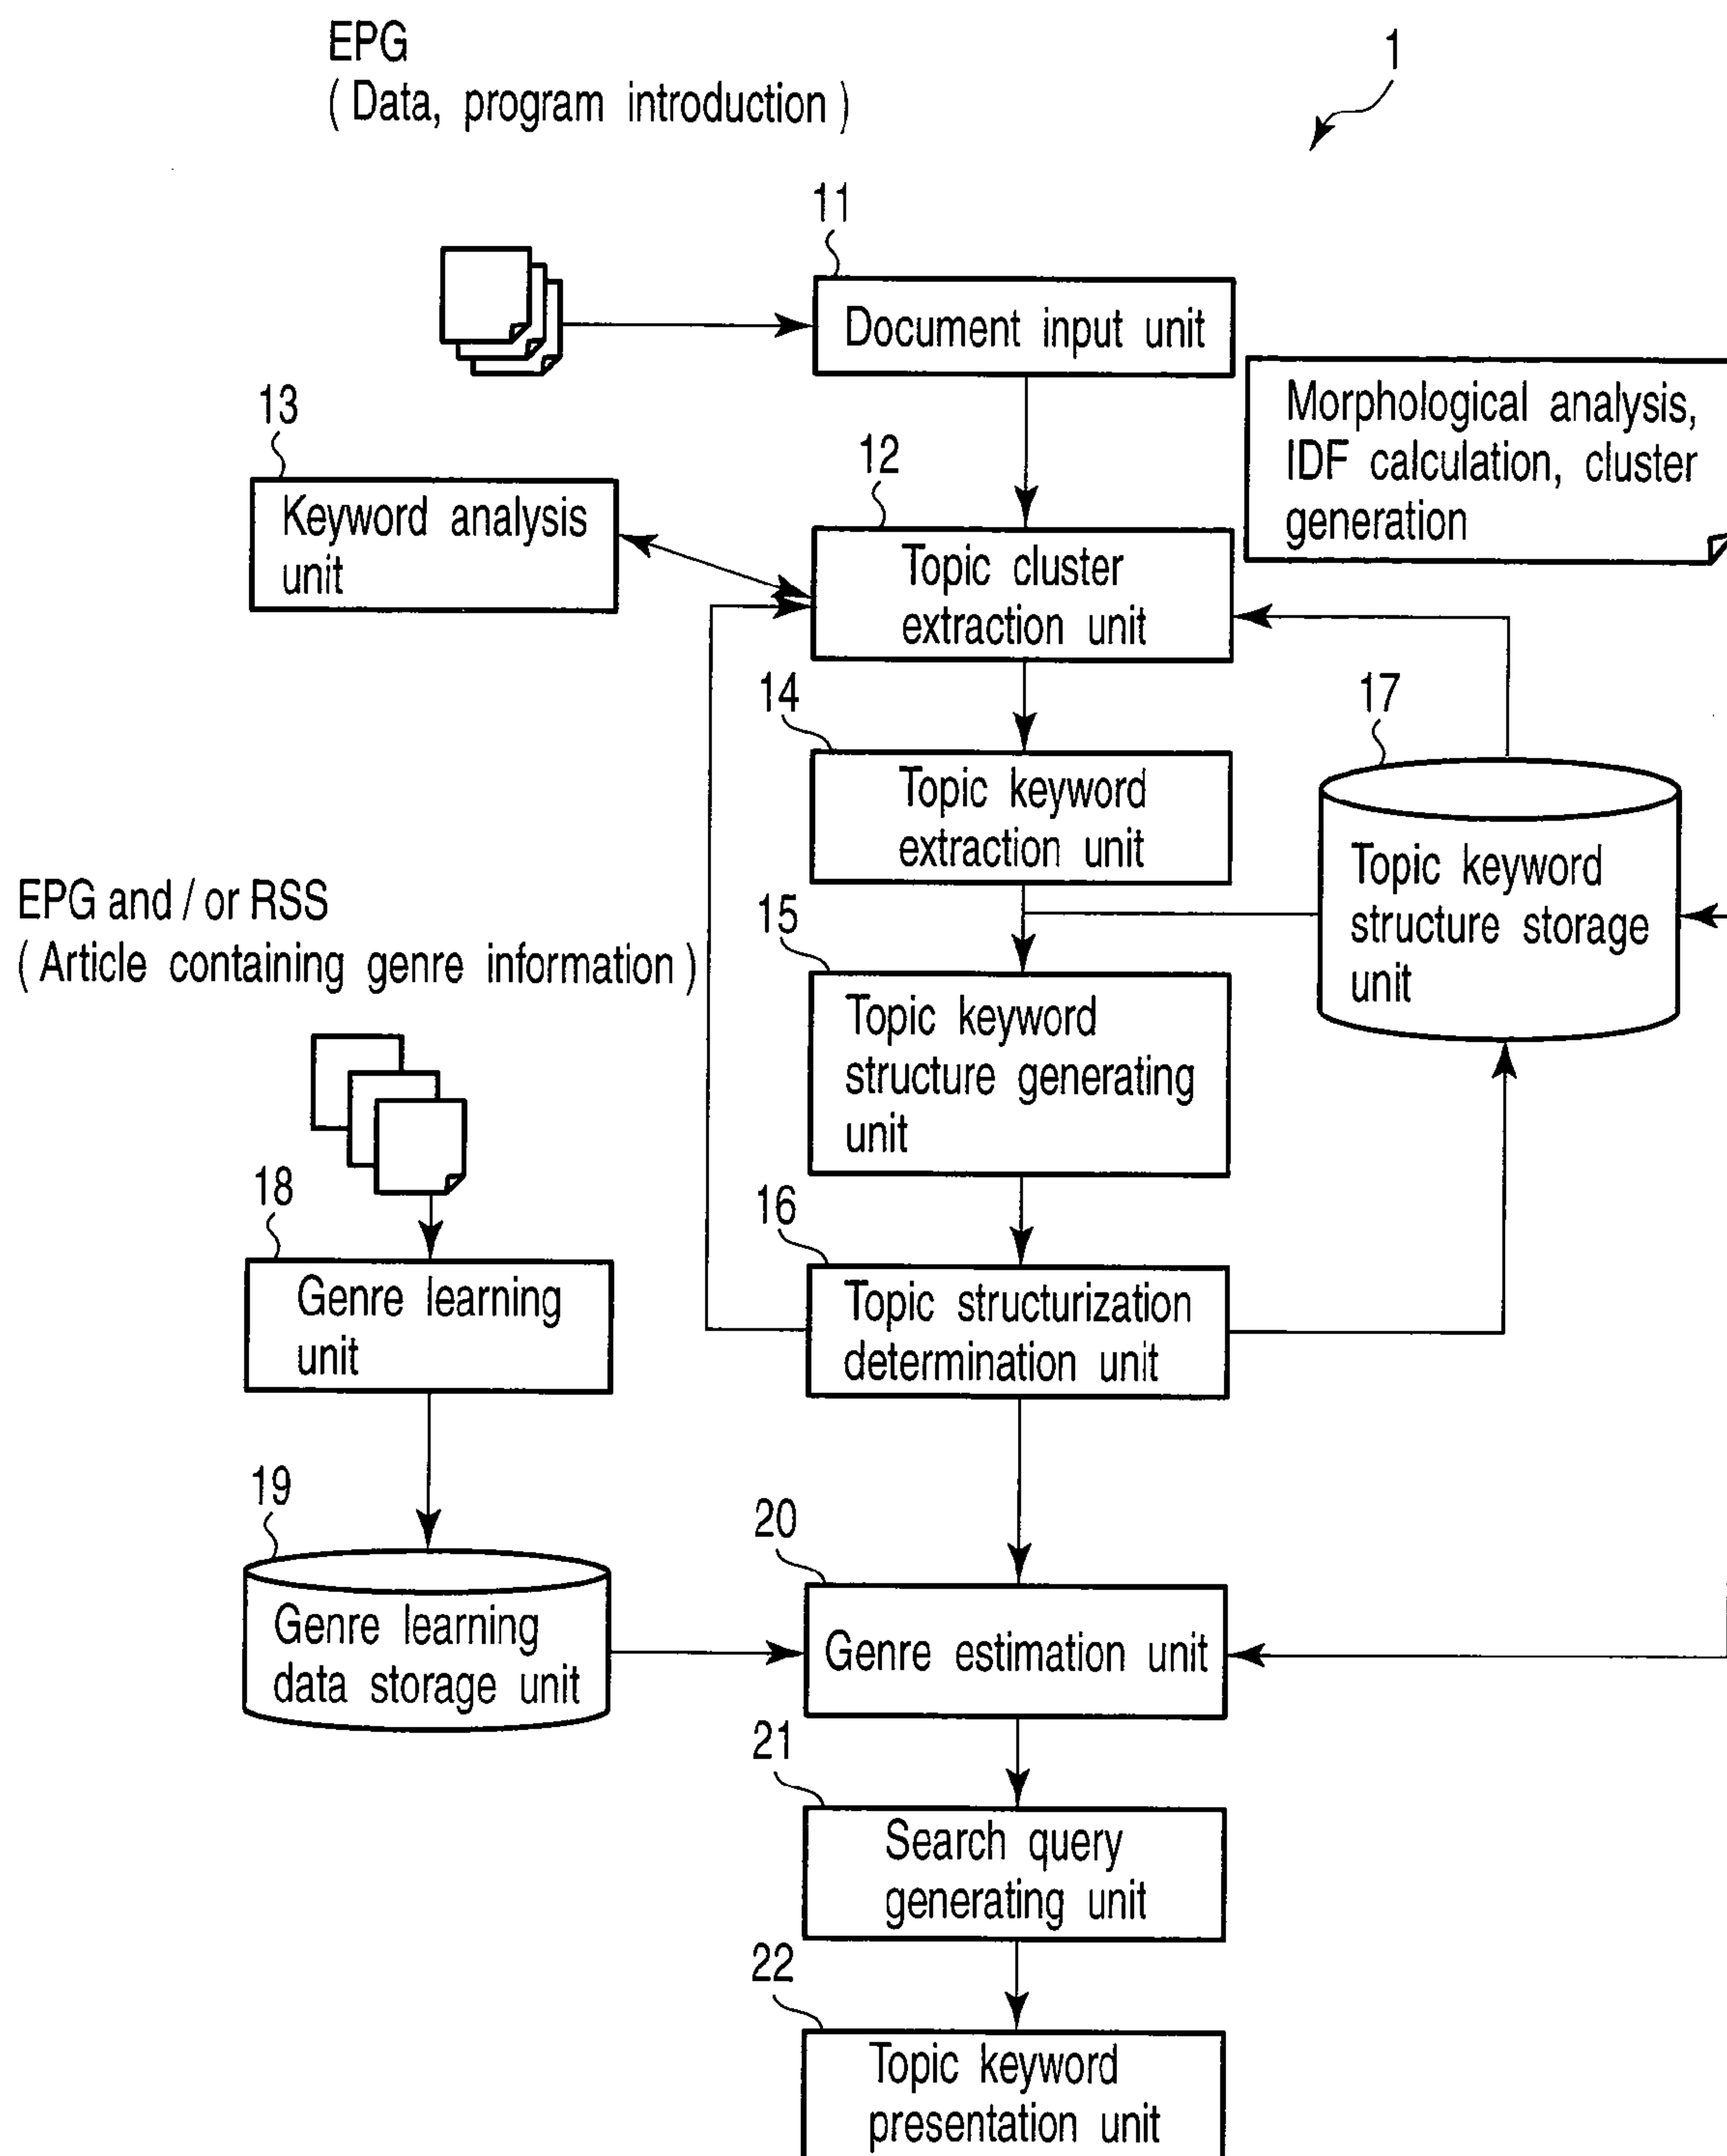 EPG
( Data, program introduction )
1
11
Document input unit
Morphological analysis,
IDF calculation, cluster
generation
13
Keyword analysis
unit
12
Topic cluster
extraction unit
14
Topic keyword
extraction unit
17
Topic keyword
structure storage
unit
EPG and / or RSS
( Article containing genre information )
15
Topic keyword
structure generating
unit
18
Genre learning
unit
16
Topic structurization
determination unit
19
Genre learning
data storage unit
20
Genre estimation unit
21
Search query
generating unit
22
Topic keyword
presentation unit